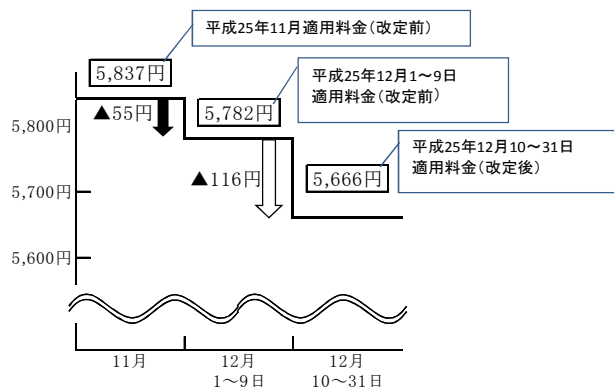 平成25年11月適用料金(改定前)
5,837円
平成25年12月1～9日
適用料金(改定前)
▲55円
5,782円
5,800円
平成25年12月10～31日
適用料金(改定後)
▲116円
5,666円
5,700円
5,600円
11月
12月
1～9日
12月
10～31日